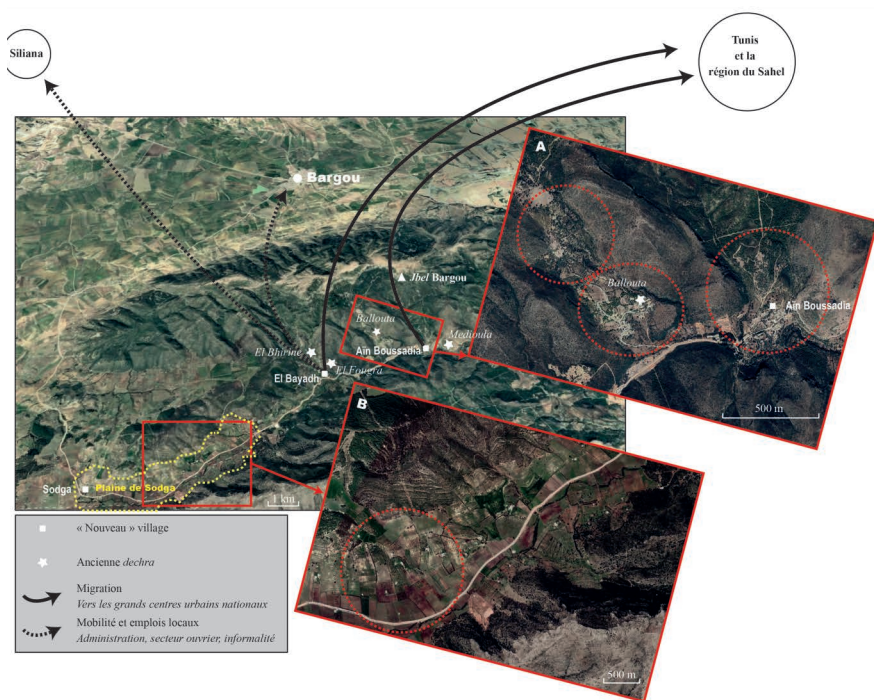 Siliana
Tunis
et la
région du Sahel
Bargou
Jbel Bargou
Ballouta
Medioula
Aïn Boussadia
El Bhirine
El Fougra
El Bayadh
Sodga
Plaine de Sodga
1 km
A
Ballouta
Aïn Boussadia
500 m
B
500 m
« Nouveau » village
Ancienne dechra
Migration
Vers les grands centres urbains nationaux
Mobilité et emplois locaux
Administration, secteur ouvrier, informalité